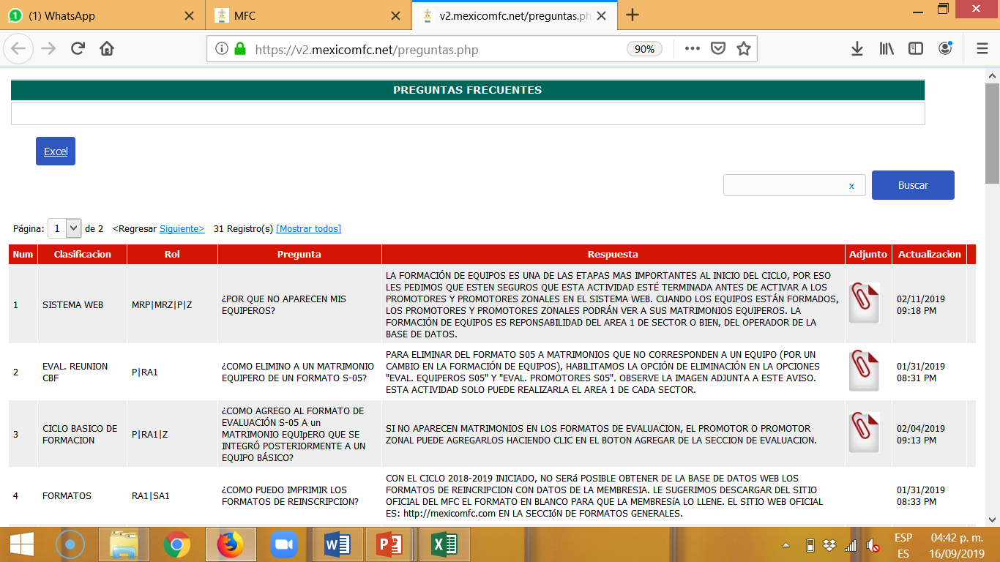 (1) WhatsApp
MFC
v2.mexicomfc.net/preguntas.ph
https://v2.mexicomfc.net/preguntas.php
90%
PREGUNTAS FRECUENTES
Excel
x
Buscar
Página: 1 de 2 <Regresar Siguiente> 31 Registro(s) [Mostrar todos]
Num Clasificacion Rol Pregunta Respuesta Adjunto Actualizacion
1
SISTEMA WEB
MRP|MRZ|P|Z
¿POR QUE NO APARECEN MIS
EQUIPEROS?
LA FORMACIÓN DE EQUIPOS ES UNA DE LAS ETAPAS MAS IMPORTANTES AL INICIO DEL CICLO, POR ESO
LES PEDIMOS QUE ESTEN SEGUROS QUE ESTA ACTIVIDAD ESTÉ TERMINADA ANTES DE ACTIVAR A LOS
PROMOTORES Y PROMOTORES ZONALES EN EL SISTEMA WEB. CUANDO LOS EQUIPOS ESTÁN FORMADOS,
LOS PROMOTORES Y PROMOTORES ZONALES PODRÁN VER A SUS MATRIMONIOS EQUIPEROS. LA
FORMACIÓN DE EQUIPOS ES REPONSABILIDAD DEL AREA 1 DE SECTOR O BIEN, DEL OPERADOR DE LA
BASE DE DATOS.
02/11/2019
09:18 PM
2
EVAL. REUNION
CBF
P|RA1
¿COMO ELIMINO A UN MATRIMONIO
EQUIPERO DE UN FORMATO S-05?
PARA ELIMINAR DEL FORMATO S05 A MATRIMONIOS QUE NO CORRESPONDEN A UN EQUIPO (POR UN
CAMBIO EN LA FORMACIÓN DE EQUIPOS), HABILITAMOS LA OPCIÓN DE ELIMINACIÓN EN LA OPCIONES
"EVAL. EQUIPEROS S05" Y "EVAL. PROMOTORES S05". OBSERVE LA IMAGEN ADJUNTA A ESTE AVISO.
ESTA ACTIVIDAD SOLO PUEDE REALIZARLA EL AREA 1 DE CADA SECTOR.
01/31/2019
08:31 PM
3
CICLO BASICO DE
FORMACION
P|RA1|Z
¿COMO AGREGO AL FORMATO DE
EVALUACIÓN S-05 A un
MATRIMONIO EQUIpERO QUE SE
INTEGRÓ POSTERIORMENTE A UN
EQUIPO BÁSICO?
SI NO APARECEN MATRIMONIOS EN LOS FORMATOS DE EVALUACION, EL PROMOTOR O PROMOTOR
ZONAL PUEDE AGREGARLOS HACIENDO CLIC EN EL BOTON AGREGAR DE LA SECCION DE EVALUACION.
02/04/2019
09:13 PM
4
FORMATOS
RA1|SA1
¿COMO PUEDO IMPRIMIR LOS
FORMATOS DE REINSCRIPCION?
CON EL CICLO 2018-2019 INICIADO, NO SERá POSIBLE OBTENER DE LA BASE DE DATOS WEB LOS
FORMATOS DE REINCRIPCION CON DATOS DE LA MEMBRESIA. LE SUGERIMOS DESCARGAR DEL SITIO
OFICIAL DEL MFC EL FORMATO EN BLANCO PARA QUE LA MEMBRESíA LO LLENE. EL SITIO WEB OFICIAL
ES: http://mexicomfc.com EN LA SECCIóN DE FORMATOS GENERALES.
01/31/2019
08:33 PM
ESP
ES
04:42 p. m.
16/09/2019